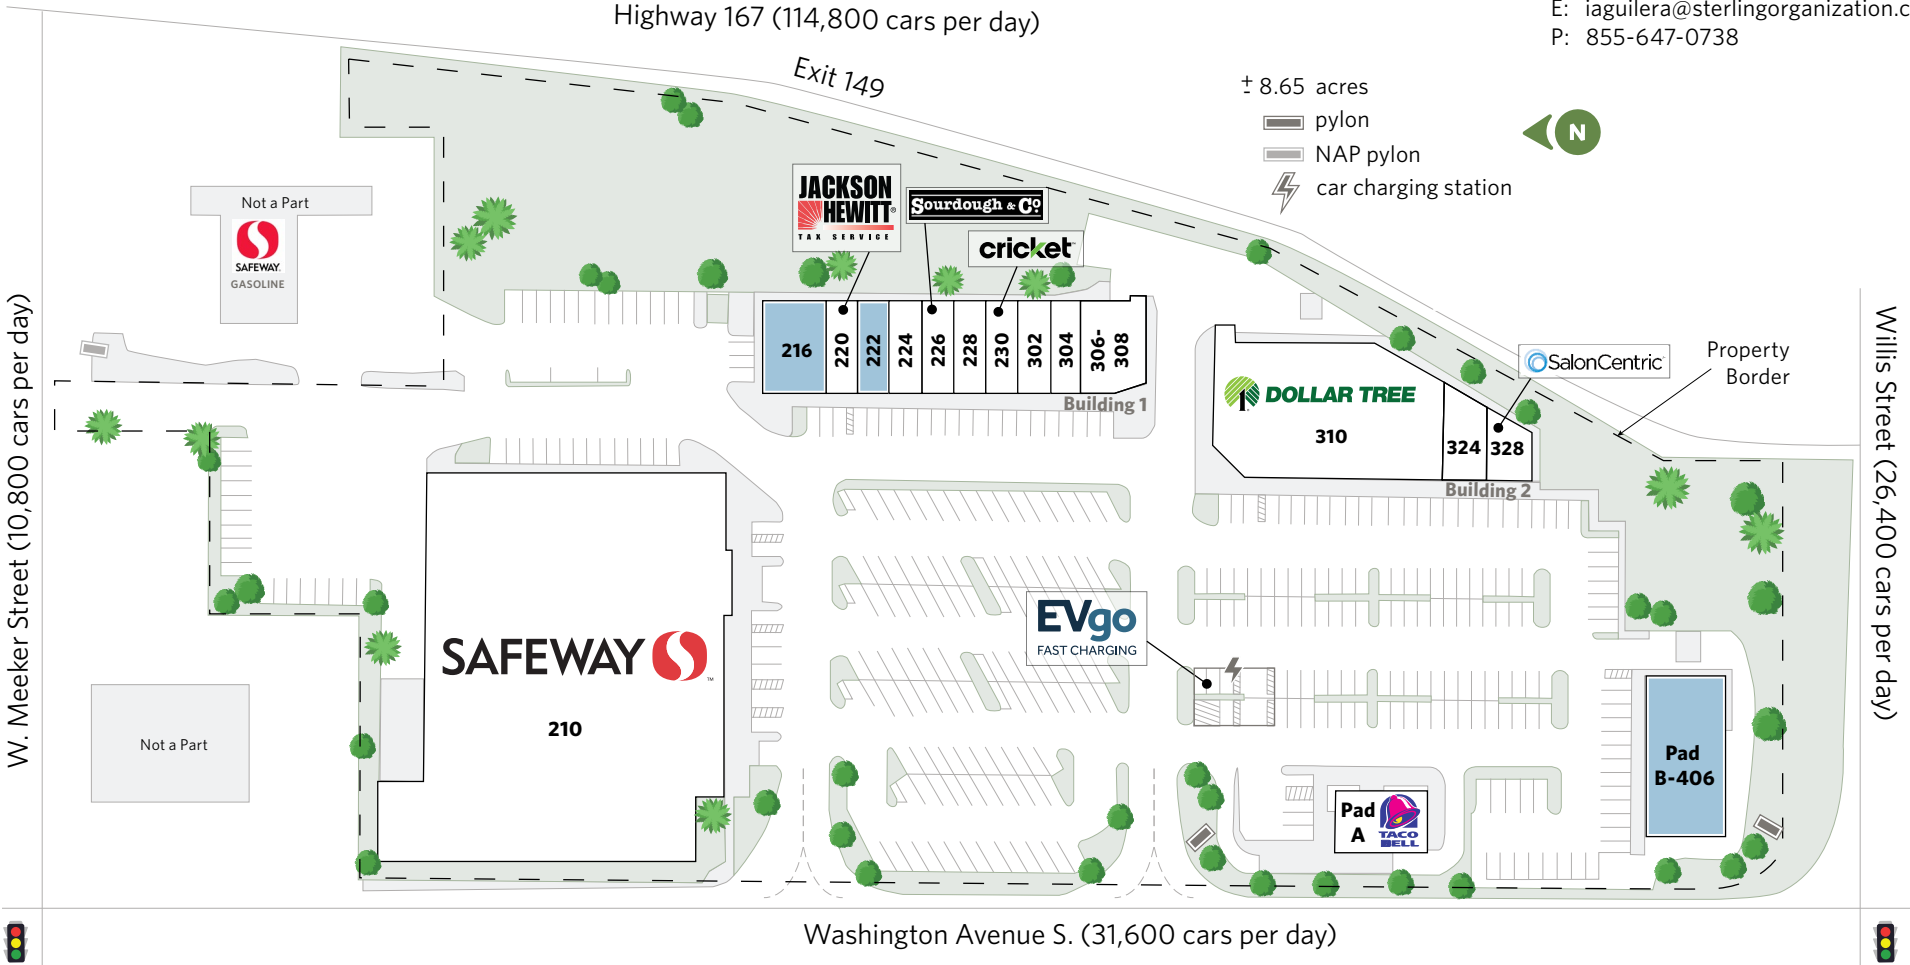 Highway 167 (114,800 cars per day)
E: iaguilera@sterlingorganization.c
P: 855-647-0738
Exit 149
± 8.65 acres
pylon
NAP pylon
car charging station
N
Not a Part
SAFEWAY.
GASOLINE
JACKSON
HEWITT®
TAX SERVICE
Sourdough & Co.
cricket
216
220
222
224
226
228
230
302
304
306-
308
Building 1
DOLLAR TREE
310
324
328
Building 2
SalonCentric
Property
Border
W. Meeker Street (10,800 cars per day)
Willis Street (26,400 cars per day)
SAFEWAY ™
210
EVgo
FAST CHARGING
Not a Part
Pad
A
TACO
BELL
Pad
B-406
Washington Avenue S. (31,600 cars per day)